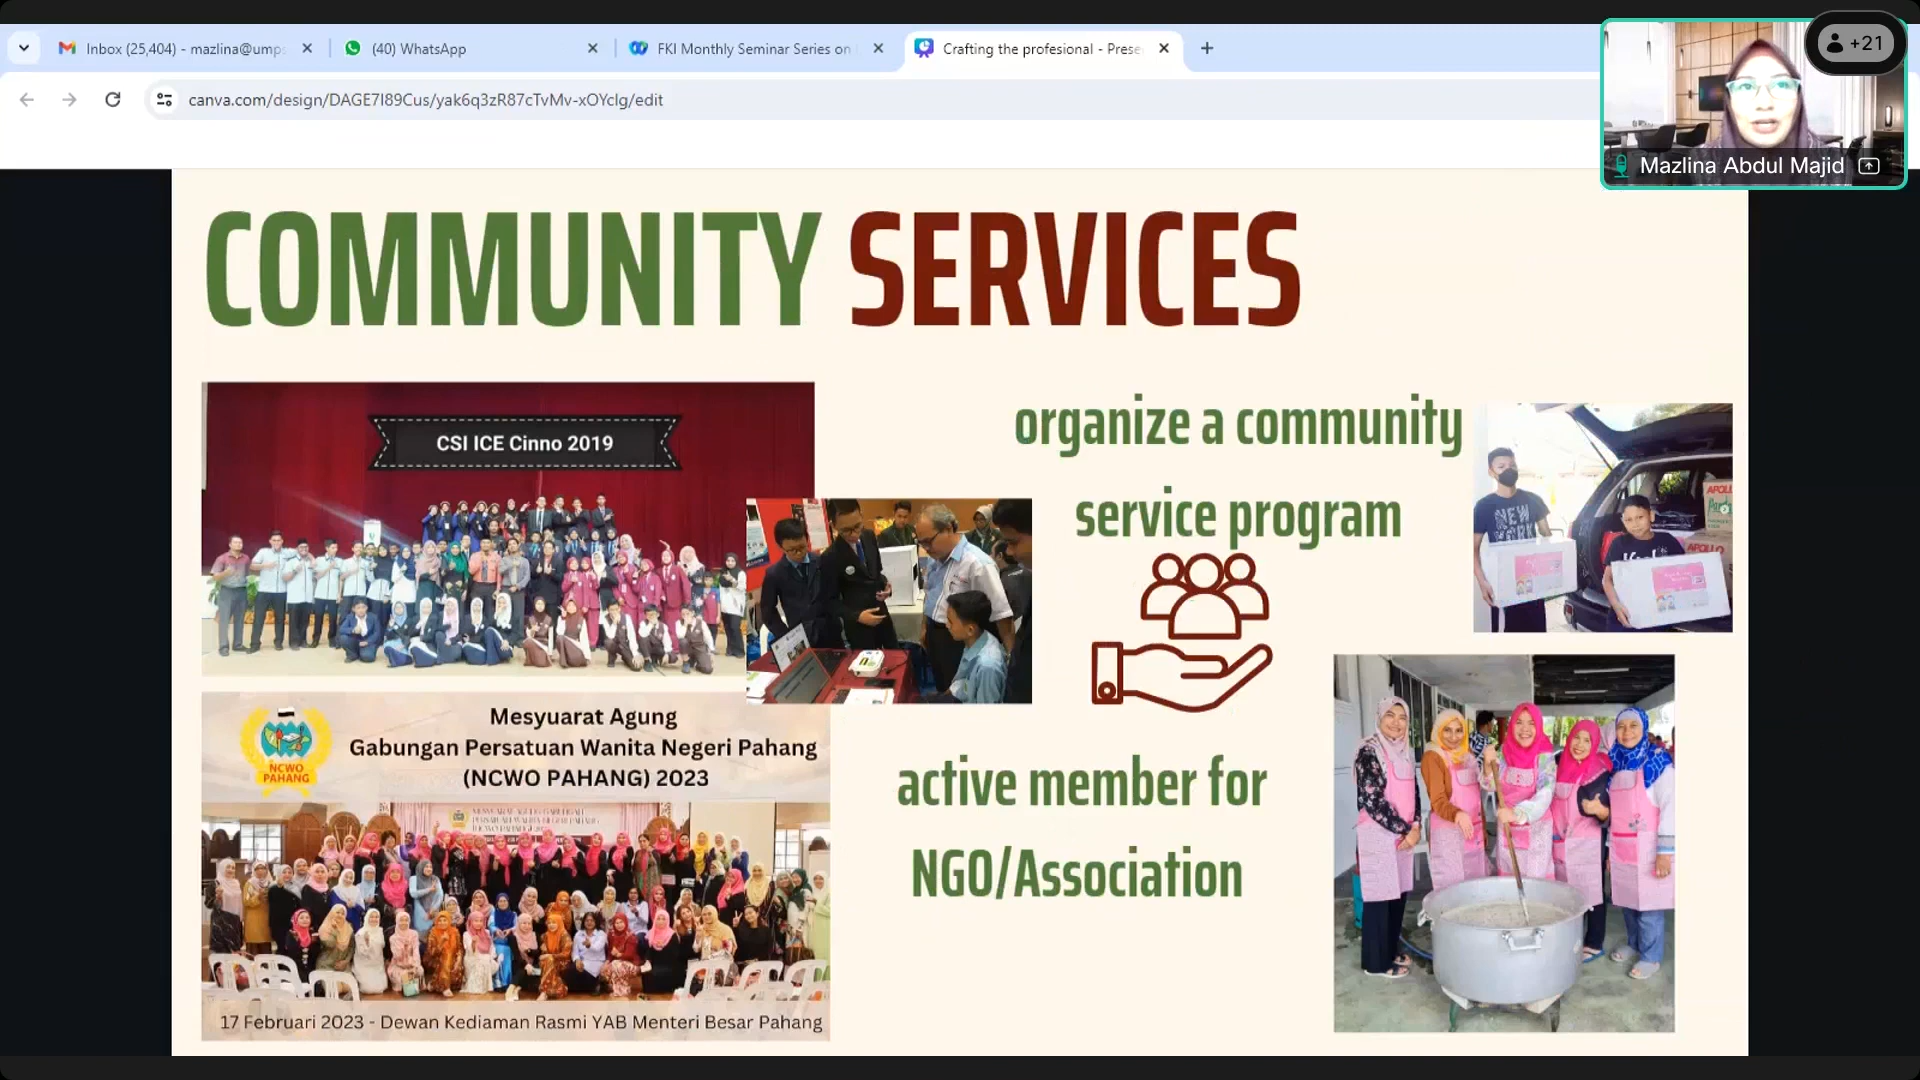 Inbox (25,404) - mazlina@ump
(40) WhatsApp
FKI Monthly Seminar Series on
Crafting the profesional - Prese
+21
canva.com/design/DAGE7I89Cus/yak6q3zR87cTvMv-xOYcIg/edit
Mazlina Abdul Majid
COMMUNITY SERVICES
CSI ICE Cinno 2019
organize a community
service program
NEW
APOLLO
Mesyuarat Agung
Gabungan Persatuan Wanita Negeri Pahang
(NCWO PAHANG) 2023
NCWO
PAHANG
active member for
NGO/Association
17 Februari 2023 - Dewan Kediaman Rasmi YAB Menteri Besar Pahang